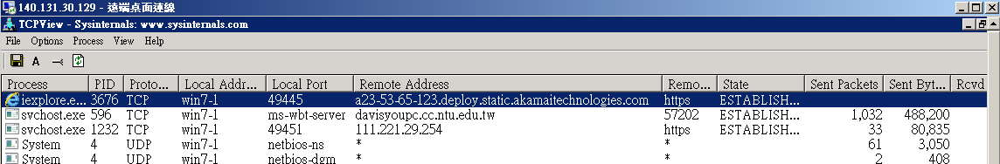 140.131.30.129 - 遠端桌面連線
TCPView - Sysinternals: www.sysinternals.com
File Options Process View Help
A
Process PID Proto... Local Addr... Local Port Remote Address Remo... State Sent Packets Sent Byt... Rcvd
iexplore.e... 3676 TCP win7-1 49445 a23-53-65-123.deploy.static.akamaitechnologies.com https ESTABLISH...
svchost.exe 596 TCP win7-1 ms-wbt-server davisyoupc.cc.ntu.edu.tw 57202 ESTABLISH... 1,032 488,200
svchost.exe 1232 TCP win7-1 49451 111.221.29.254 https ESTABLISH... 33 80,835
System 4 UDP win7-1 netbios-ns * * 61 3,050
System 4 UDP win7-1 netbios-dgm * * 2 408